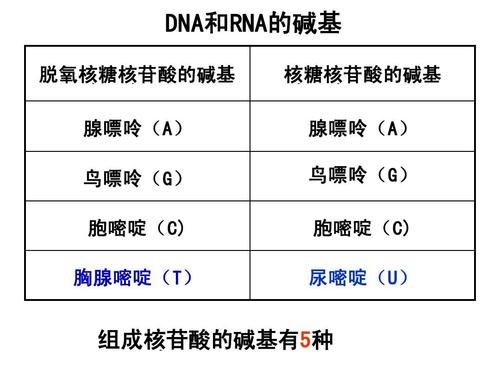 DNA和RNA的碱基
脱氧核糖核苷酸的碱基 核糖核苷酸的碱基
腺嘌呤（A） 腺嘌呤（A）
鸟嘌呤（G） 鸟嘌呤（G）
胞嘧啶（C) 胞嘧啶（C)
胸腺嘧啶（T） 尿嘧啶（U）
组成核苷酸的碱基有5种